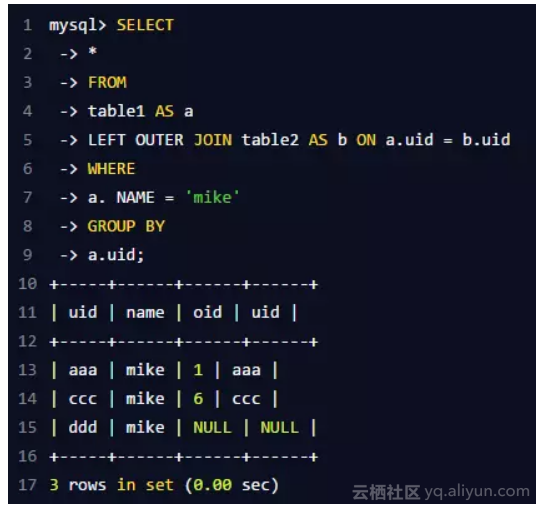 1 mysql> SELECT
2 -> *
3 -> FROM
4 -> table1 AS a
5 -> LEFT OUTER JOIN table2 AS b ON a.uid = b.uid
6 -> WHERE
7 -> a. NAME = 'mike'
8 -> GROUP BY
9 -> a.uid;
10 +-----+------+------+------+
11 | uid | name | oid | uid |
12 +-----+------+------+------+
13 | aaa | mike | 1 | aaa |
14 | ccc | mike | 6 | ccc |
15 | ddd | mike | NULL | NULL |
16 +-----+------+------+------+
17 3 rows in set (0.00 sec)
云栖社区 yq.aliyun.com